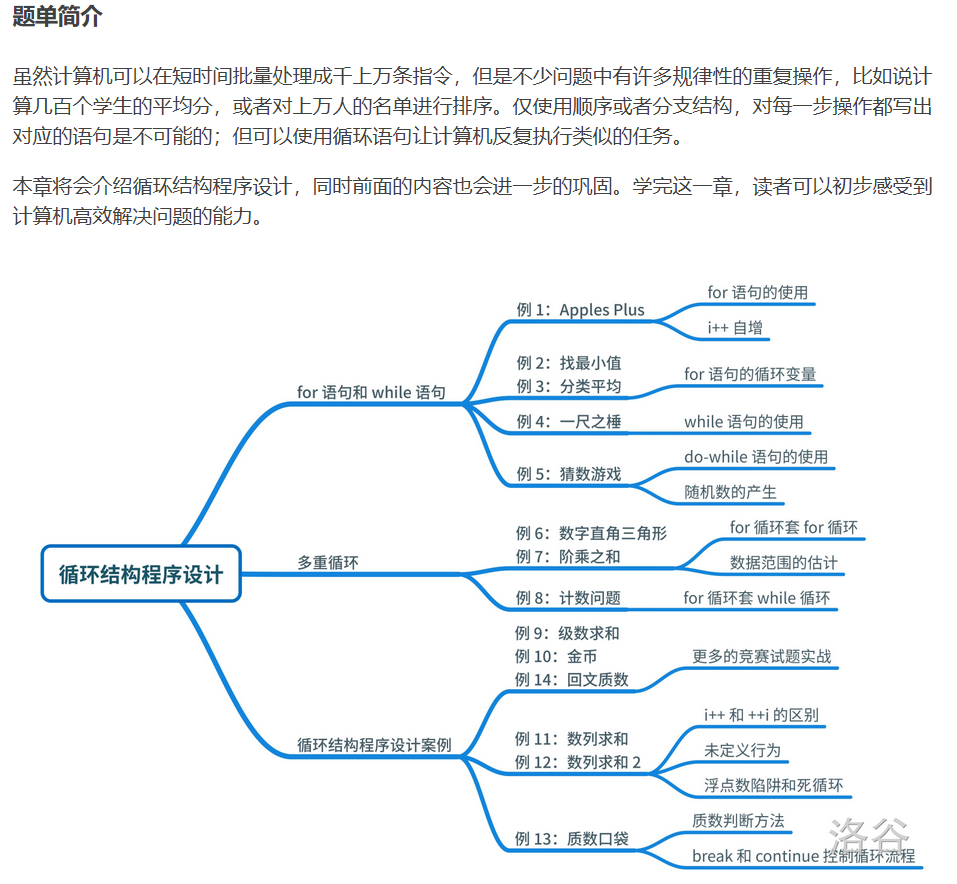 题单简介
虽然计算机可以在短时间批量处理成千上万条指令，但是不少问题中有许多规律性的重复操作，比如说计
算几百个学生的平均分，或者对上万人的名单进行排序。仅使用顺序或者分支结构，对每一步操作都写出
对应的语句是不可能的；但可以使用循环语句让计算机反复执行类似的任务。
本章将会介绍循环结构程序设计，同时前面的内容也会进一步的巩固。学完这一章，读者可以初步感受到
计算机高效解决问题的能力。
循环结构程序设计
for 语句和 while 语句
例 1：Apples Plus
for 语句的使用
i++ 自增
例 2：找最小值
例 3：分类平均
for 语句的循环变量
例 4：一尺之棰
while 语句的使用
例 5：猜数游戏
do-while 语句的使用
随机数的产生
多重循环
例 6：数字直角三角形
例 7：阶乘之和
for 循环套 for 循环
数据范围的估计
例 8：计数问题
for 循环套 while 循环
循环结构程序设计案例
例 9：级数求和
例 10：金币
例 14：回文质数
更多的竞赛试题实战
例 11：数列求和
例 12：数列求和 2
i++ 和 ++i 的区别
未定义行为
浮点数陷阱和死循环
例 13：质数口袋
质数判断方法
break 和 continue 控制循环流程
洛谷